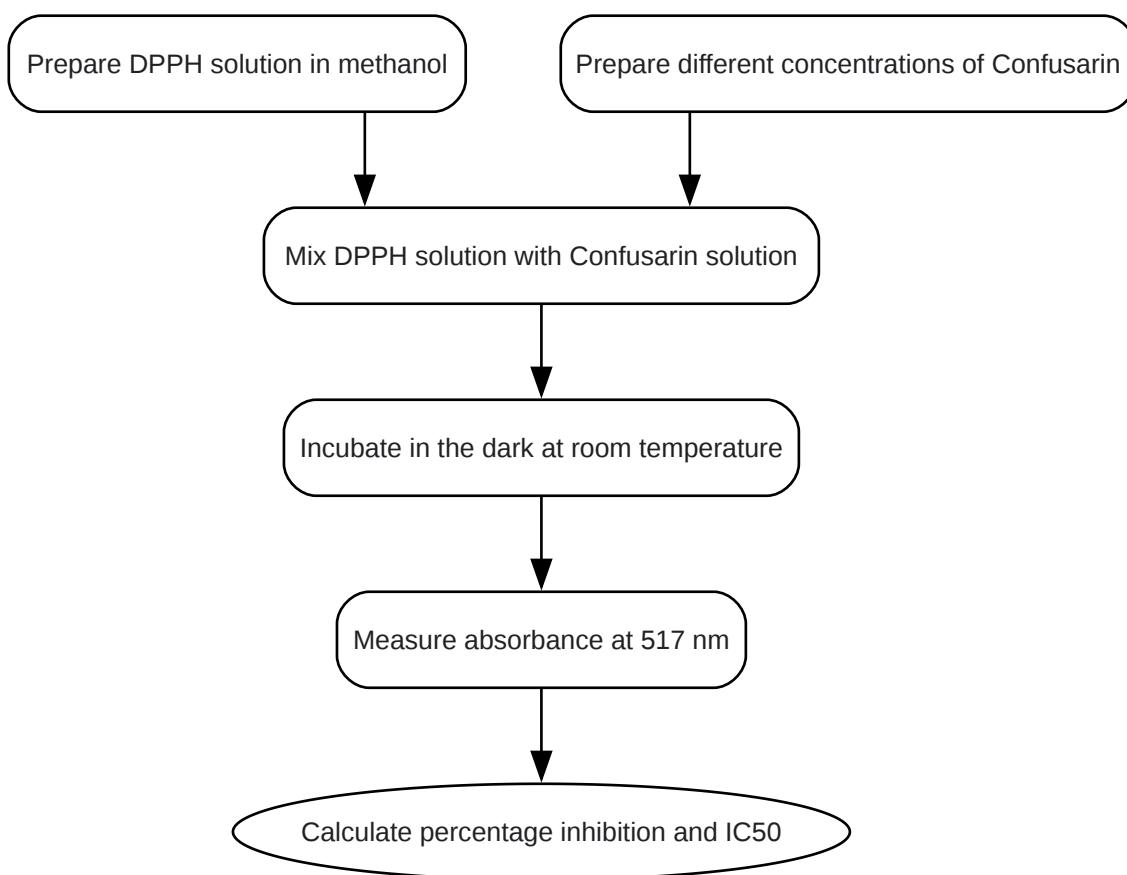 Prepare DPPH solution in methanol
Prepare different concentrations of Confusarin
Mix DPPH solution with Confusarin solution
Incubate in the dark at room temperature
Measure absorbance at 517 nm
Calculate percentage inhibition and IC50